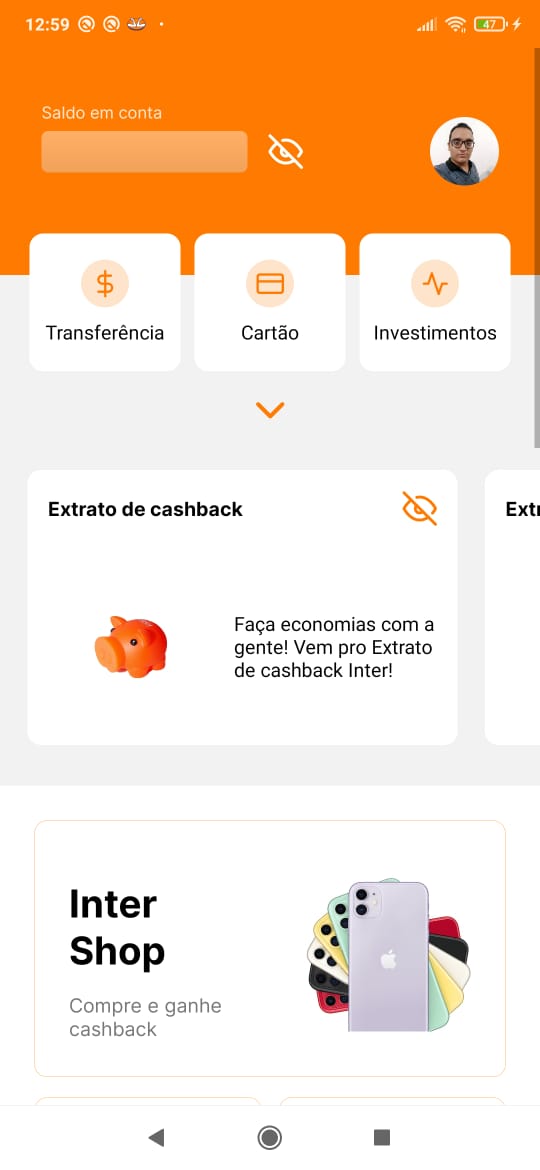 12:59
47
Saldo em conta
Transferência
Cartão
Investimentos
Extrato de cashback
Extr
Faça economias com a
gente! Vem pro Extrato
de cashback Inter!
Inter
Shop
Compre e ganhe
cashback